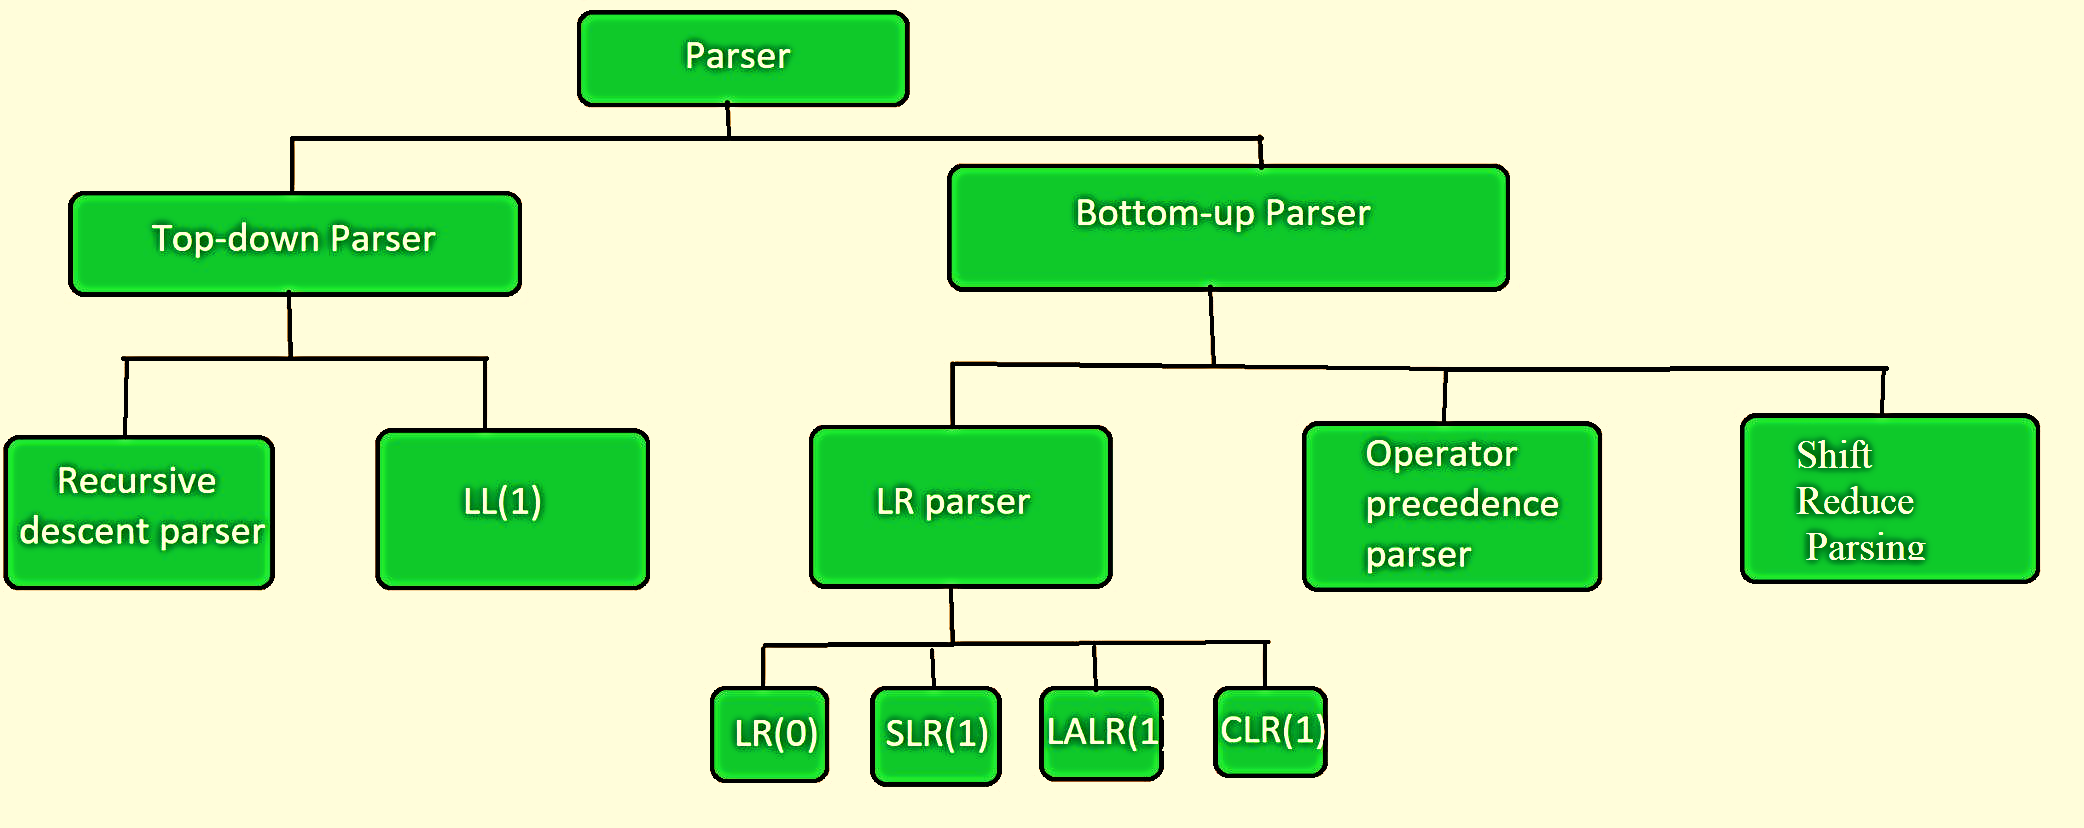 Parser
Top-down Parser
Bottom-up Parser
Recursive
descent parser
LL(1)
LR parser
Operator
precedence
parser
Shift
Reduce
Parsing
LR(0)
SLR(1)
LALR(1)
CLR(1)